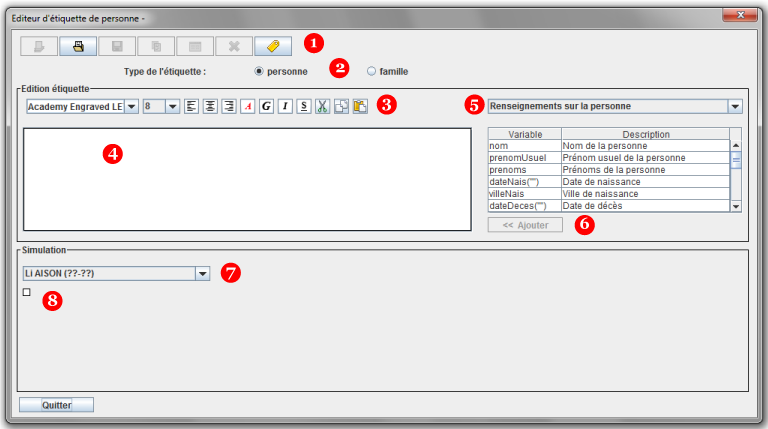 Editeur d'étiquette de personne -
1
Type de l'étiquette : personne 2 famille
Edition étiquette
Academy Engraved LE 8 A G I S 3 5 Renseignements sur la personne
4
Variable Description
nom Nom de la personne
prenomUsuel Prénom usuel de la personne
prenoms Prénoms de la personne
dateNais("") Date de naissance
villeNais Ville de naissance
dateDeces("") Date de décès
<< Ajouter 6
Simulation
Li AISON (??-??) 7
8
Quitter